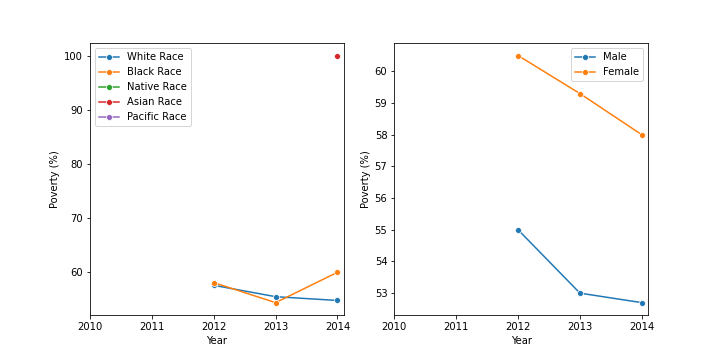 White Race
Black Race
Native Race
Asian Race
Pacific Race
100
90
80
70
60
Poverty (%)
2010 2011 2012 2013 2014
Year
Male
Female
60
59
58
57
56
55
54
53
Poverty (%)
2010 2011 2012 2013 2014
Year